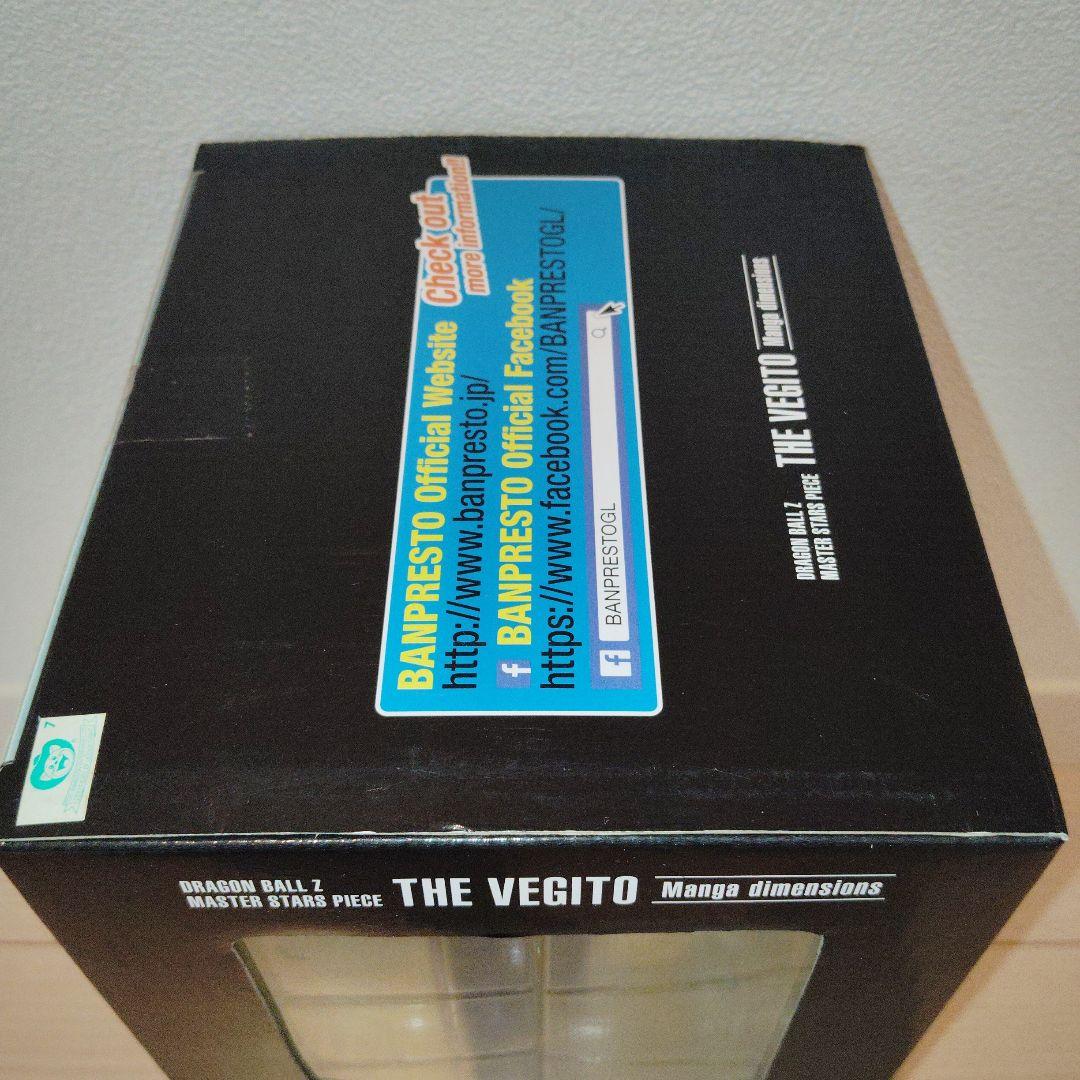 Check out
more information!!
BANPRESTO Official Website
http://www.banpresto.jp/
f BANPRESTO Official Facebook
https://www.facebook.com/BANPRESTOGL/
f BANPRESTOGL
DRAGON BALL Z
MASTER STARS PIECE THE VEGITO Manga dimensions
7
DRAGON BALL Z
MASTER STARS PIECE THE VEGITO Manga dimensions